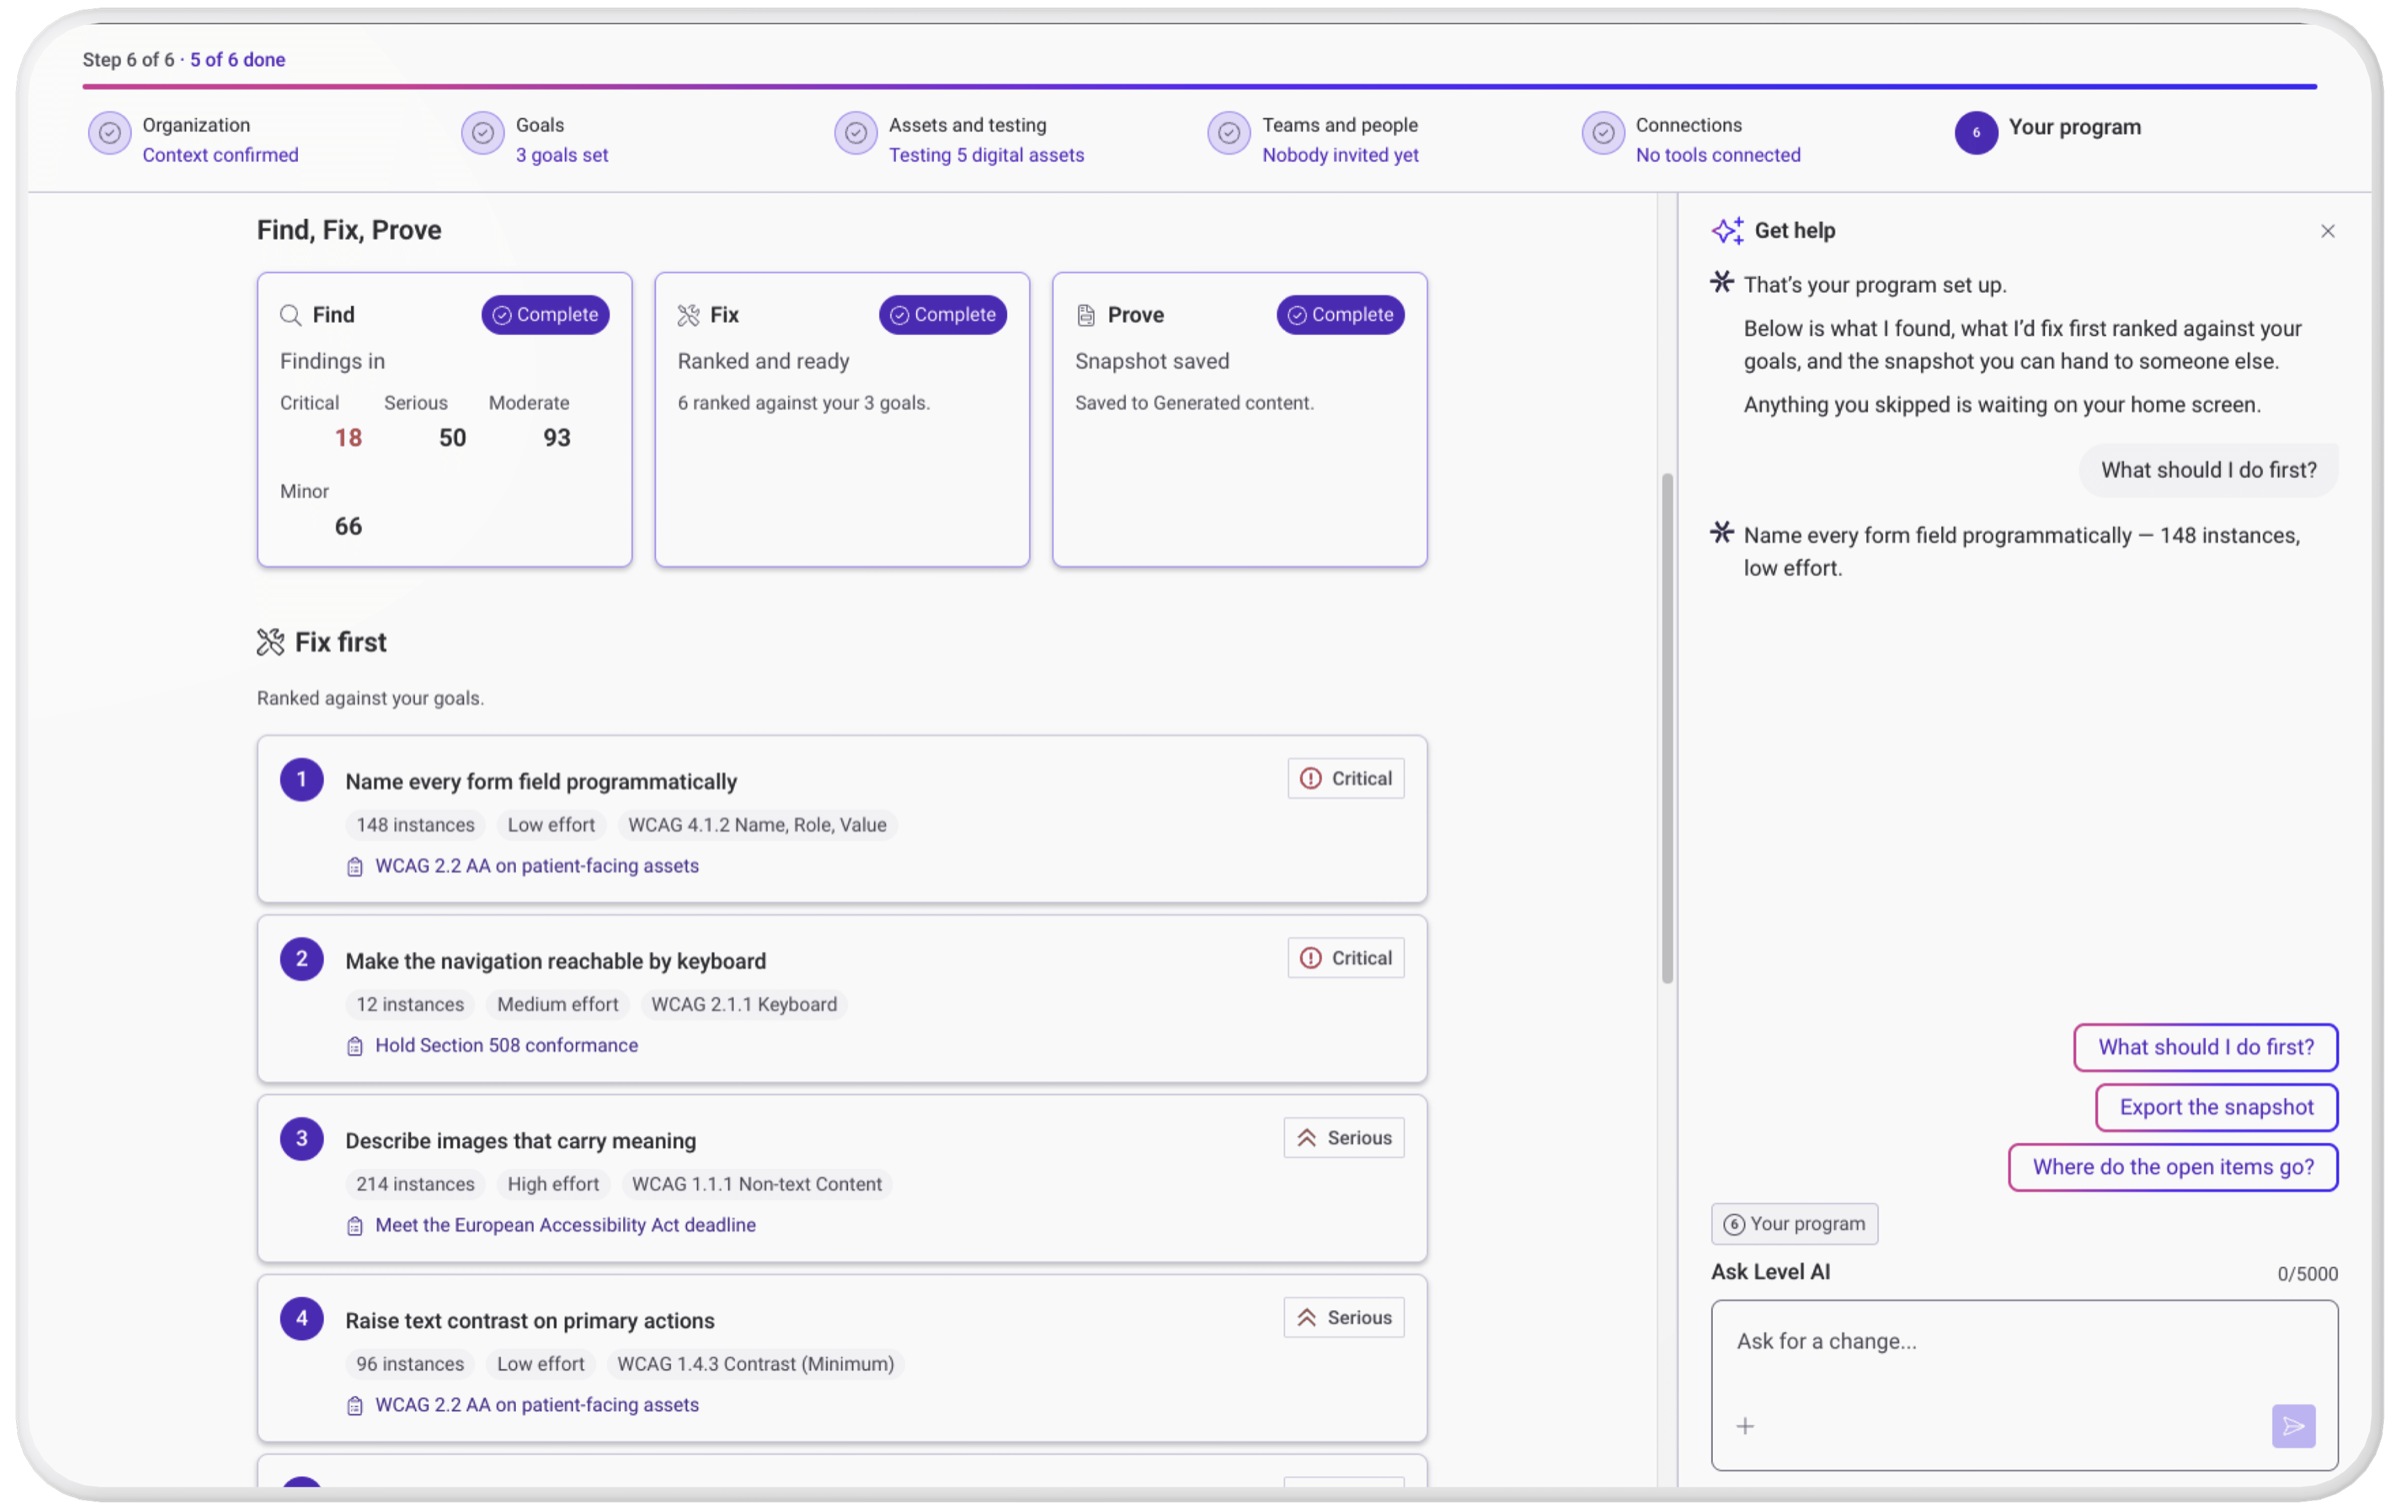 Step 6 of 6 · 5 of 6 done
Organization
Context confirmed
Goals
3 goals set
Assets and testing
Testing 5 digital assets
Teams and people
Nobody invited yet
Connections
No tools connected
6
Your program
Find, Fix, Prove
Find
Complete
Findings in
Critical
18
Serious
50
Moderate
93
Minor
66
Fix
Complete
Ranked and ready
6 ranked against your 3 goals.
Prove
Complete
Snapshot saved
Saved to Generated content.
Fix first
Ranked against your goals.
1
Name every form field programmatically
Critical
148 instances
Low effort
WCAG 4.1.2 Name, Role, Value
WCAG 2.2 AA on patient-facing assets
2
Make the navigation reachable by keyboard
Critical
12 instances
Medium effort
WCAG 2.1.1 Keyboard
Hold Section 508 conformance
3
Describe images that carry meaning
Serious
214 instances
High effort
WCAG 1.1.1 Non-text Content
Meet the European Accessibility Act deadline
4
Raise text contrast on primary actions
Serious
96 instances
Low effort
WCAG 1.4.3 Contrast (Minimum)
WCAG 2.2 AA on patient-facing assets
Get help
That’s your program set up.
Below is what I found, what I’d fix first ranked against your
goals, and the snapshot you can hand to someone else.
Anything you skipped is waiting on your home screen.
What should I do first?
Name every form field programmatically — 148 instances,
low effort.
What should I do first?
Export the snapshot
Where do the open items go?
6 Your program
Ask Level AI
0/5000
Ask for a change...